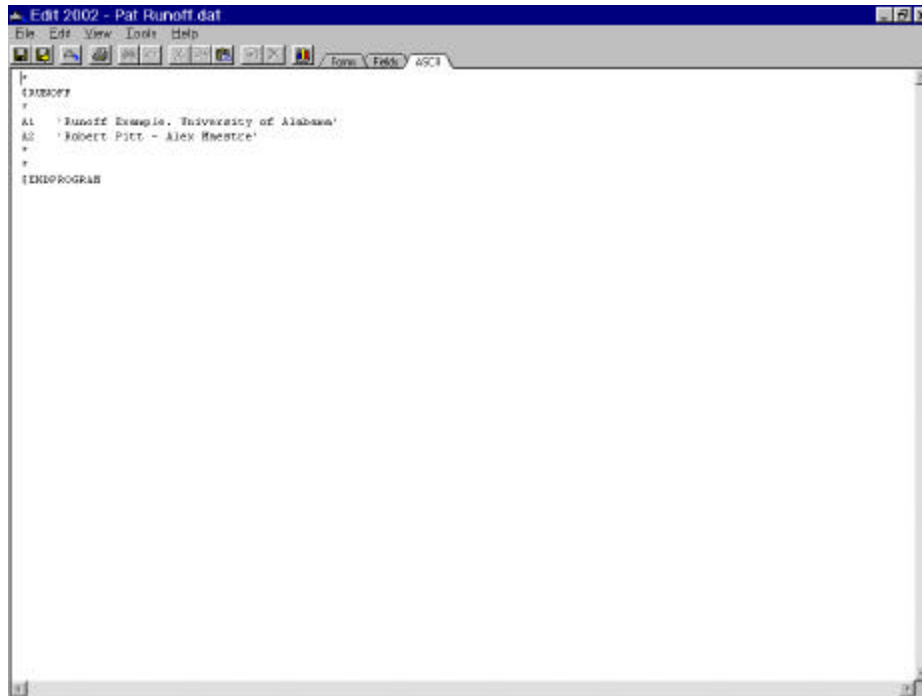 Edit 2002 - Pat Runoff.dat
File Edit View Tools Help
Form Fields ASCII
*
$RUNOFF
*
A1 'Runoff Example. University of Alabama'
A2 'Robert Pitt - Alex Maestre'
*
*
$ENDPROGRAM